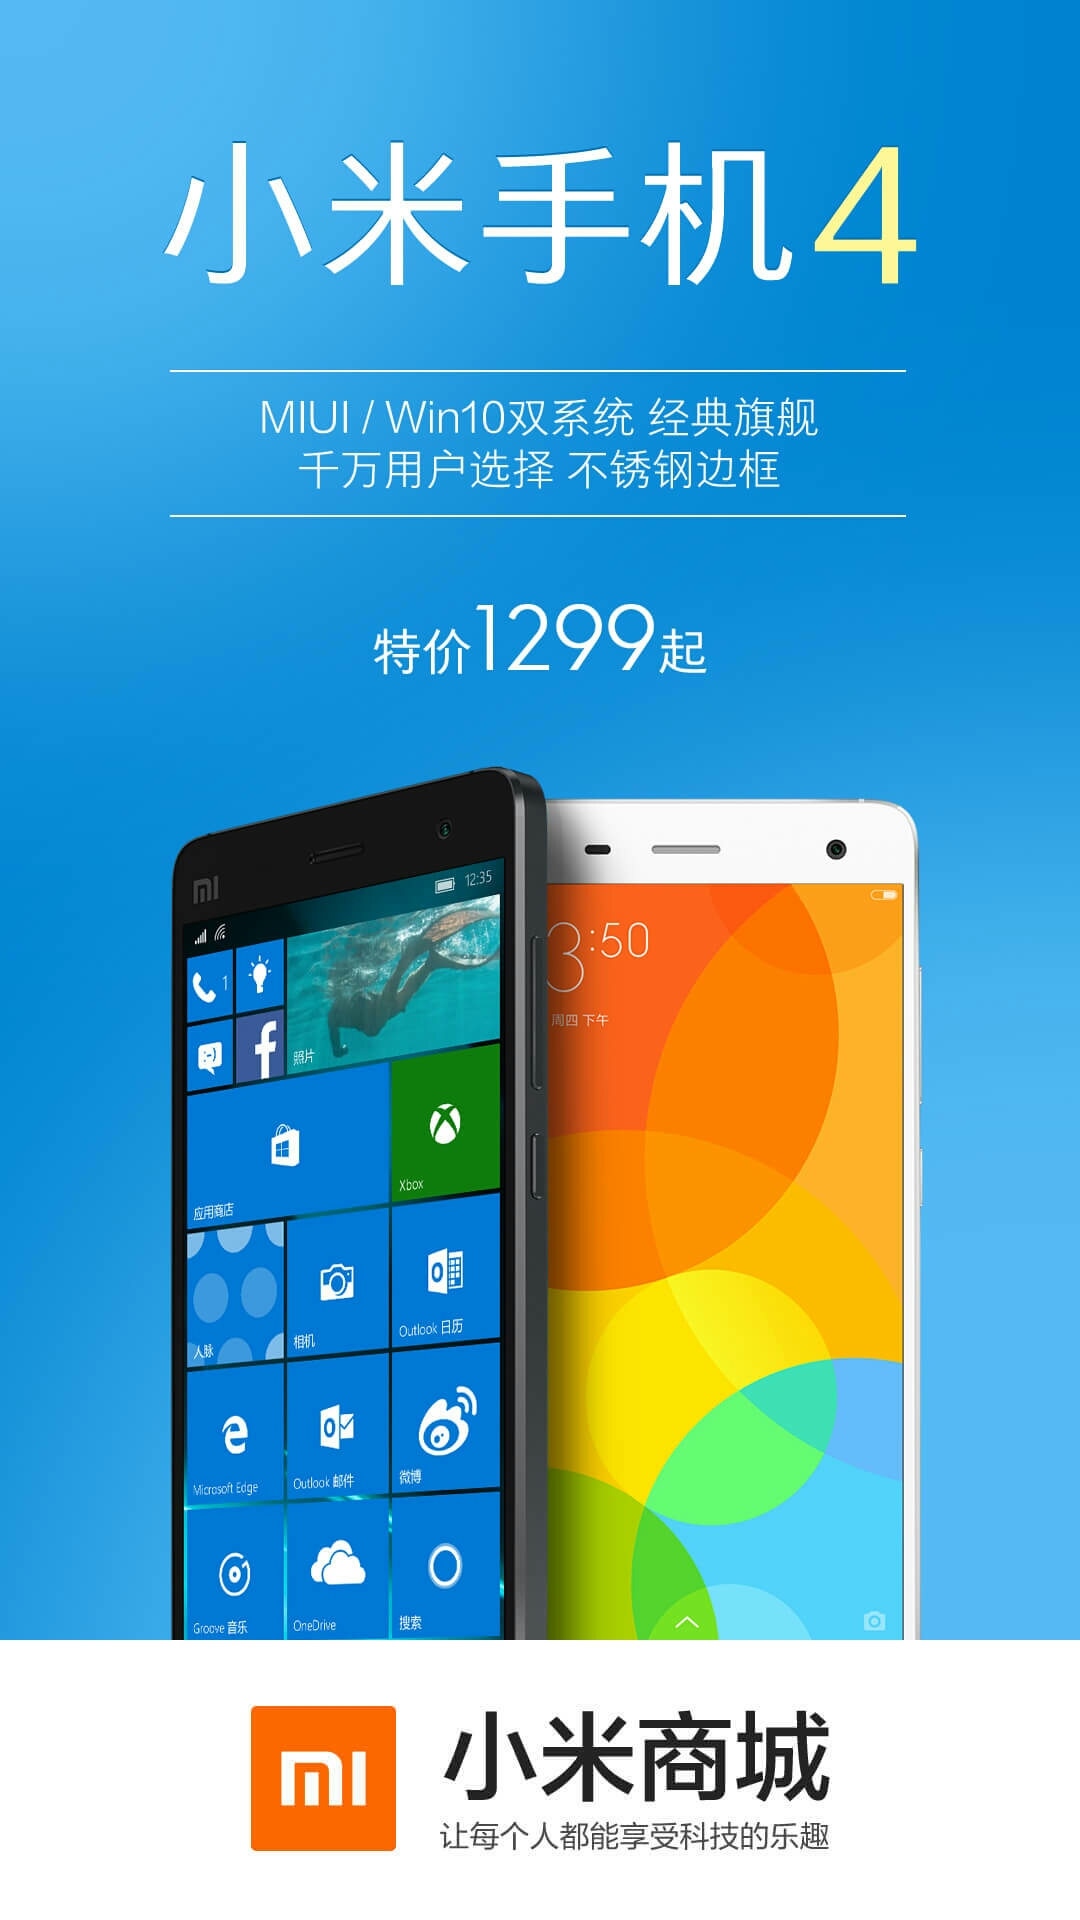 小米手机4
MIUI / Win10双系统 经典旗舰
千万用户选择 不锈钢边框
特价1299起
mi
12:35
1
照片
应用商店
Xbox
人脉
相机
Outlook 日历
Microsoft Edge
Outlook 邮件
微博
Groove 音乐
OneDrive
搜索
3:50
周四 下午
mi
小米商城
让每个人都能享受科技的乐趣